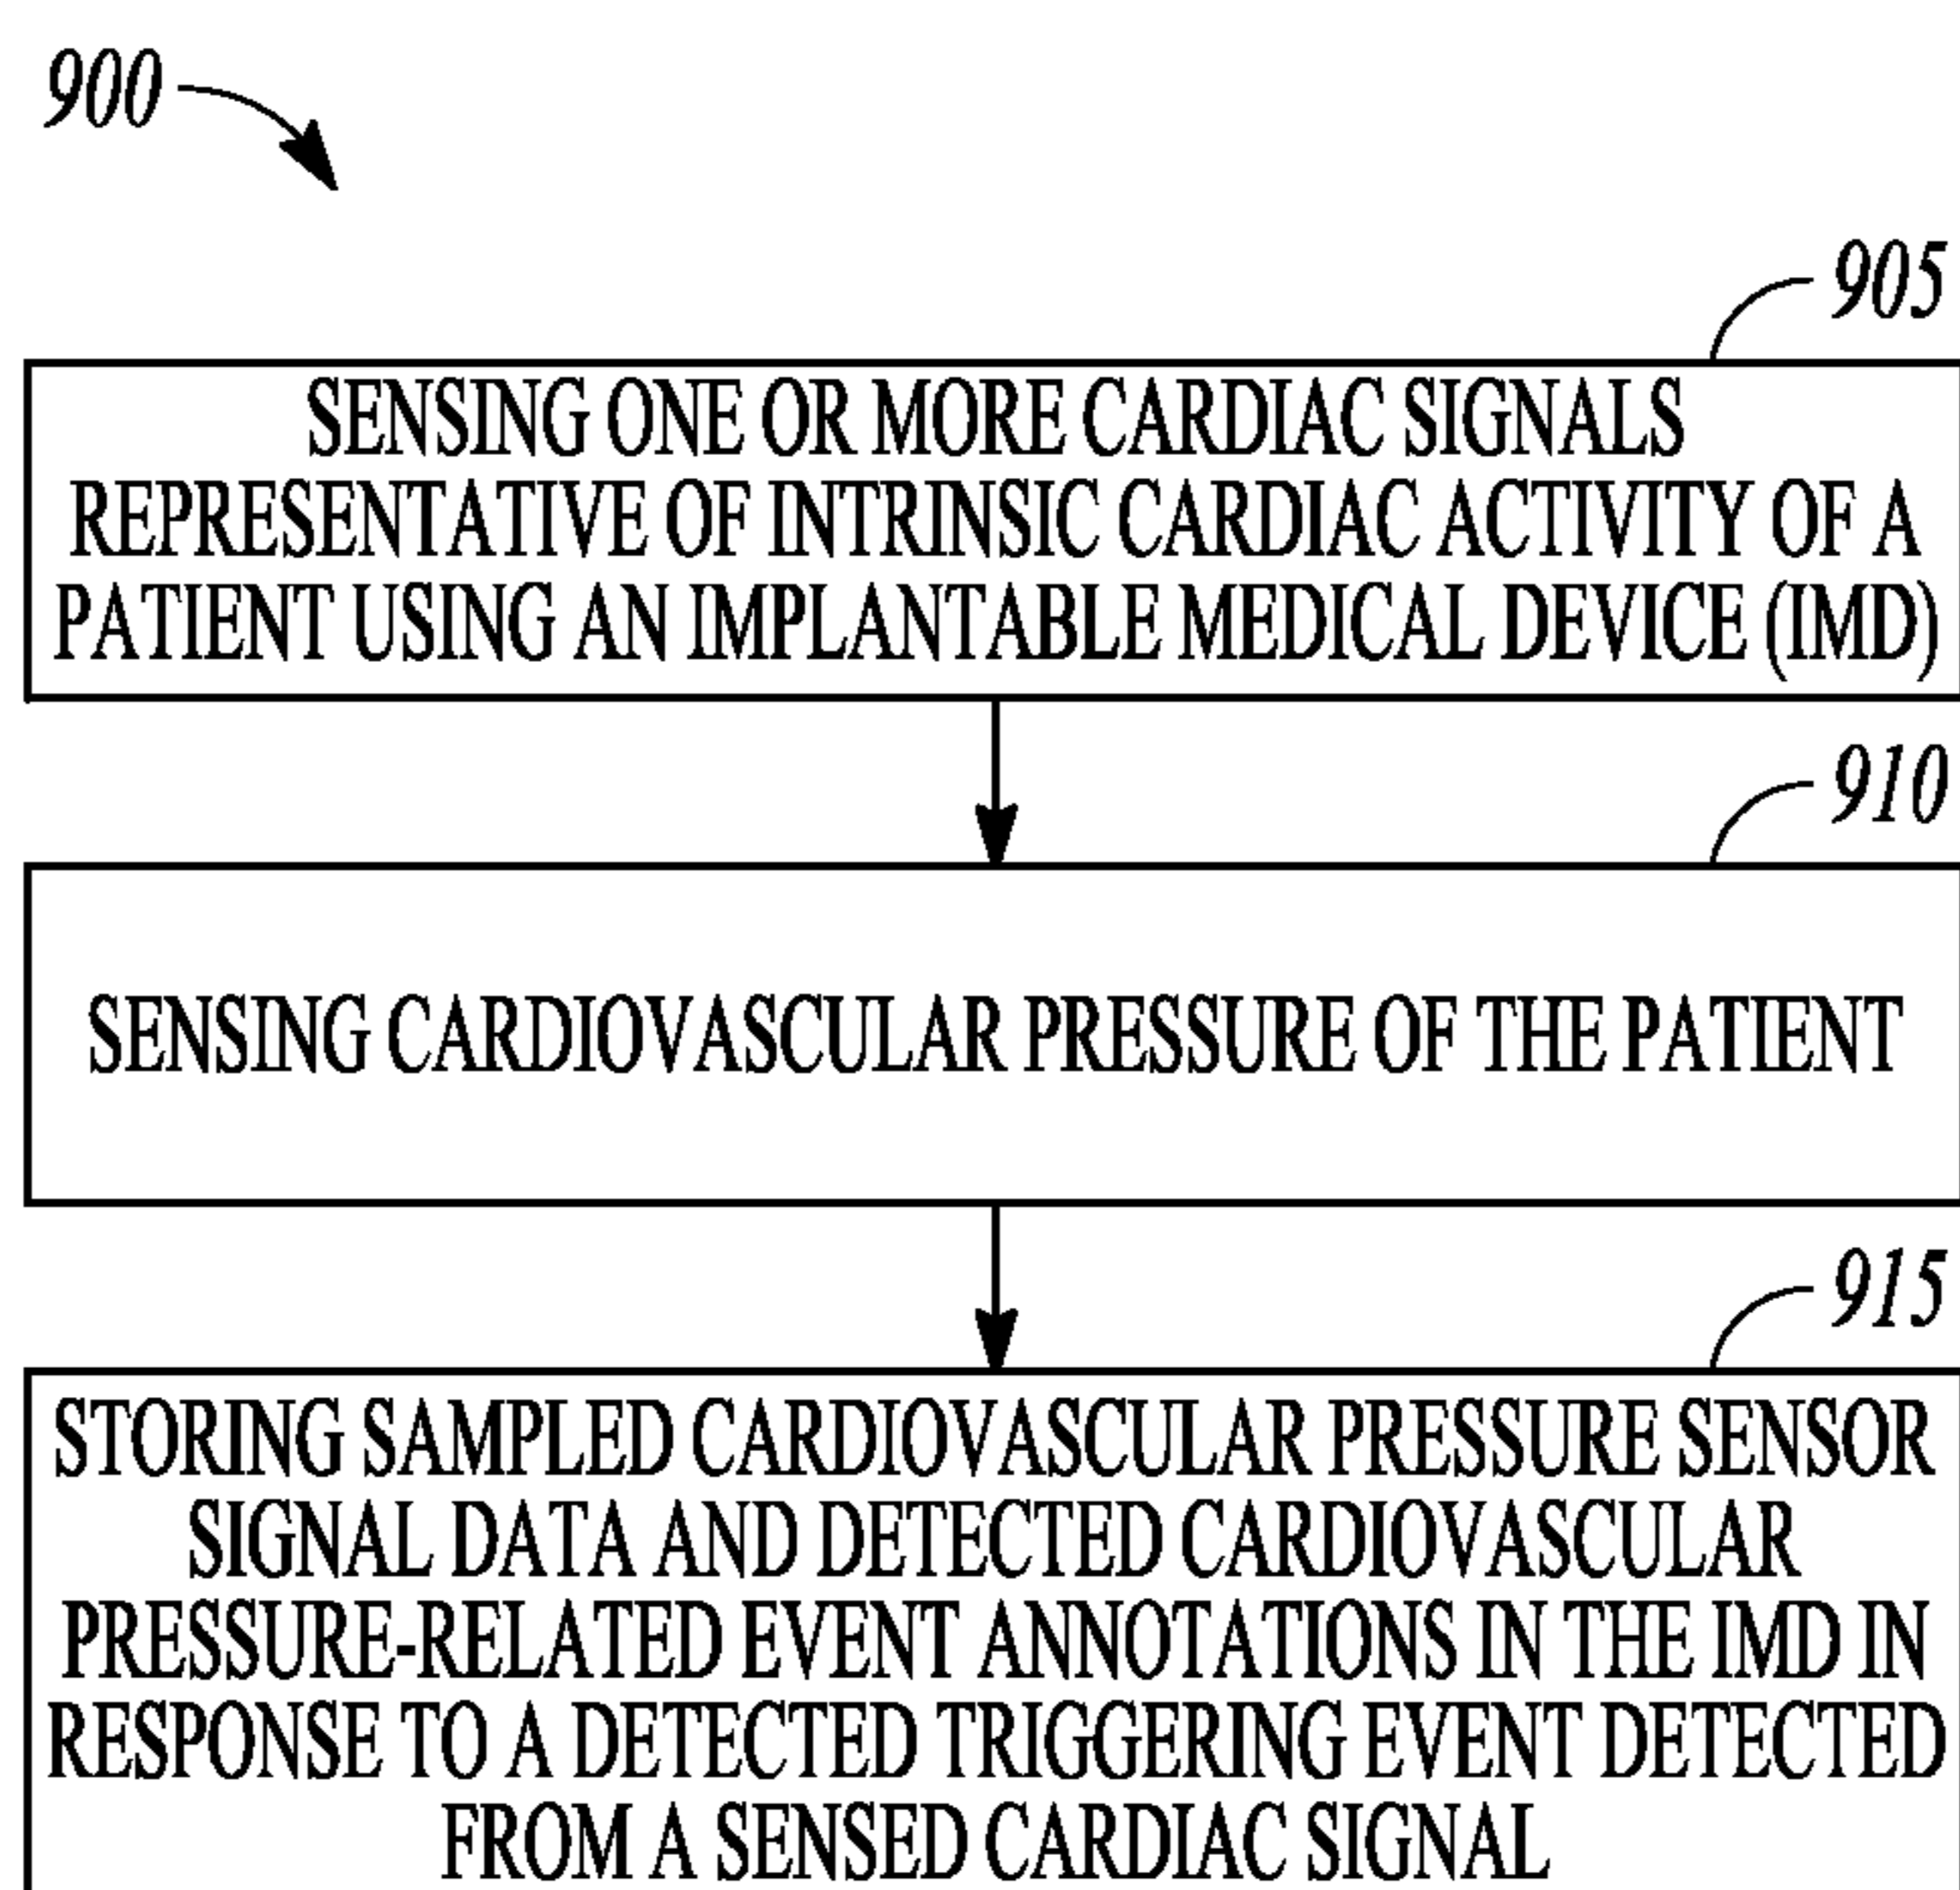 900
905
SENSING ONE OR MORE CARDIAC SIGNALS
REPRESENTATIVE OF INTRINSIC CARDIAC ACTIVITY OF A
PATIENT USING AN IMPLANTABLE MEDICAL DEVICE (IMD)
910
SENSING CARDIOVASCULAR PRESSURE OF THE PATIENT
915
STORING SAMPLED CARDIOVASCULAR PRESSURE SENSOR
SIGNAL DATA AND DETECTED CARDIOVASCULAR
PRESSURE-RELATED EVENT ANNOTATIONS IN THE IMD IN
RESPONSE TO A DETECTED TRIGGERING EVENT DETECTED
FROM A SENSED CARDIAC SIGNAL